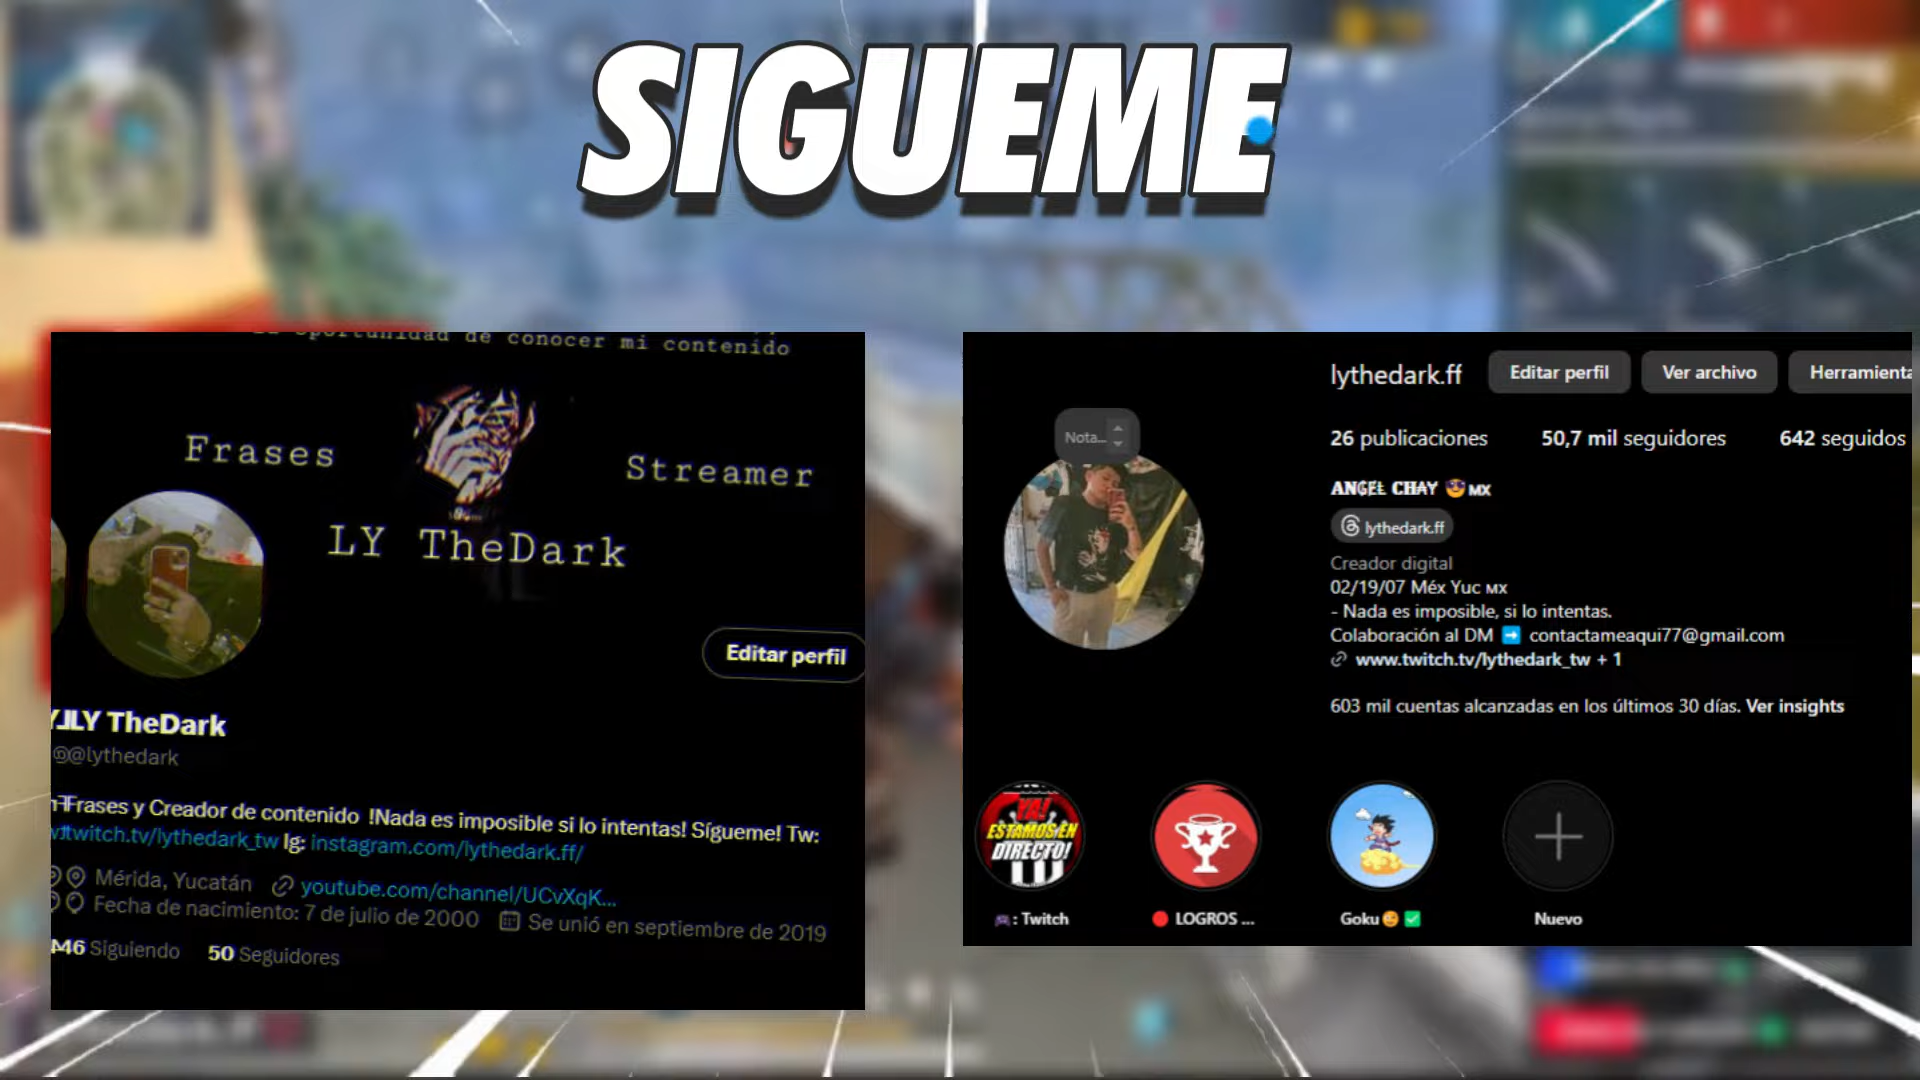 SIGUEME
oportunidad de conocer mi contenido
Frases
Streamer
LY TheDark
Editar perfil
LY TheDark
@lythedark
Frases y Creador de contenido !Nada es imposible si lo intentas! Sígueme! Tw:
twitch.tv/lythedark_tw Ig: instagram.com/lythedark.ff/
Mérida, Yucatán youtube.com/channel/UCvXqK...
Fecha de nacimiento: 7 de julio de 2000 Se unió en septiembre de 2019
Siguiendo 50 Seguidores
lythedark.ff Editar perfil Ver archivo Herramienta
Nota...
26 publicaciones 50,7 mil seguidores 642 seguidos
ANGEL CHAY 😎 MX
lythedark.ff
Creador digital
02/19/07 Méx Yuc MX
- Nada es imposible, si lo intentas.
Colaboración al DM ➡️ contactameaqui77@gmail.com
www.twitch.tv/lythedark_tw + 1
603 mil cuentas alcanzadas en los últimos 30 días. Ver insights
YA!
ESTAMOS EN
DIRECTO!
🎮: Twitch
🔴 LOGROS ...
Goku 🧐 ✅
Nuevo